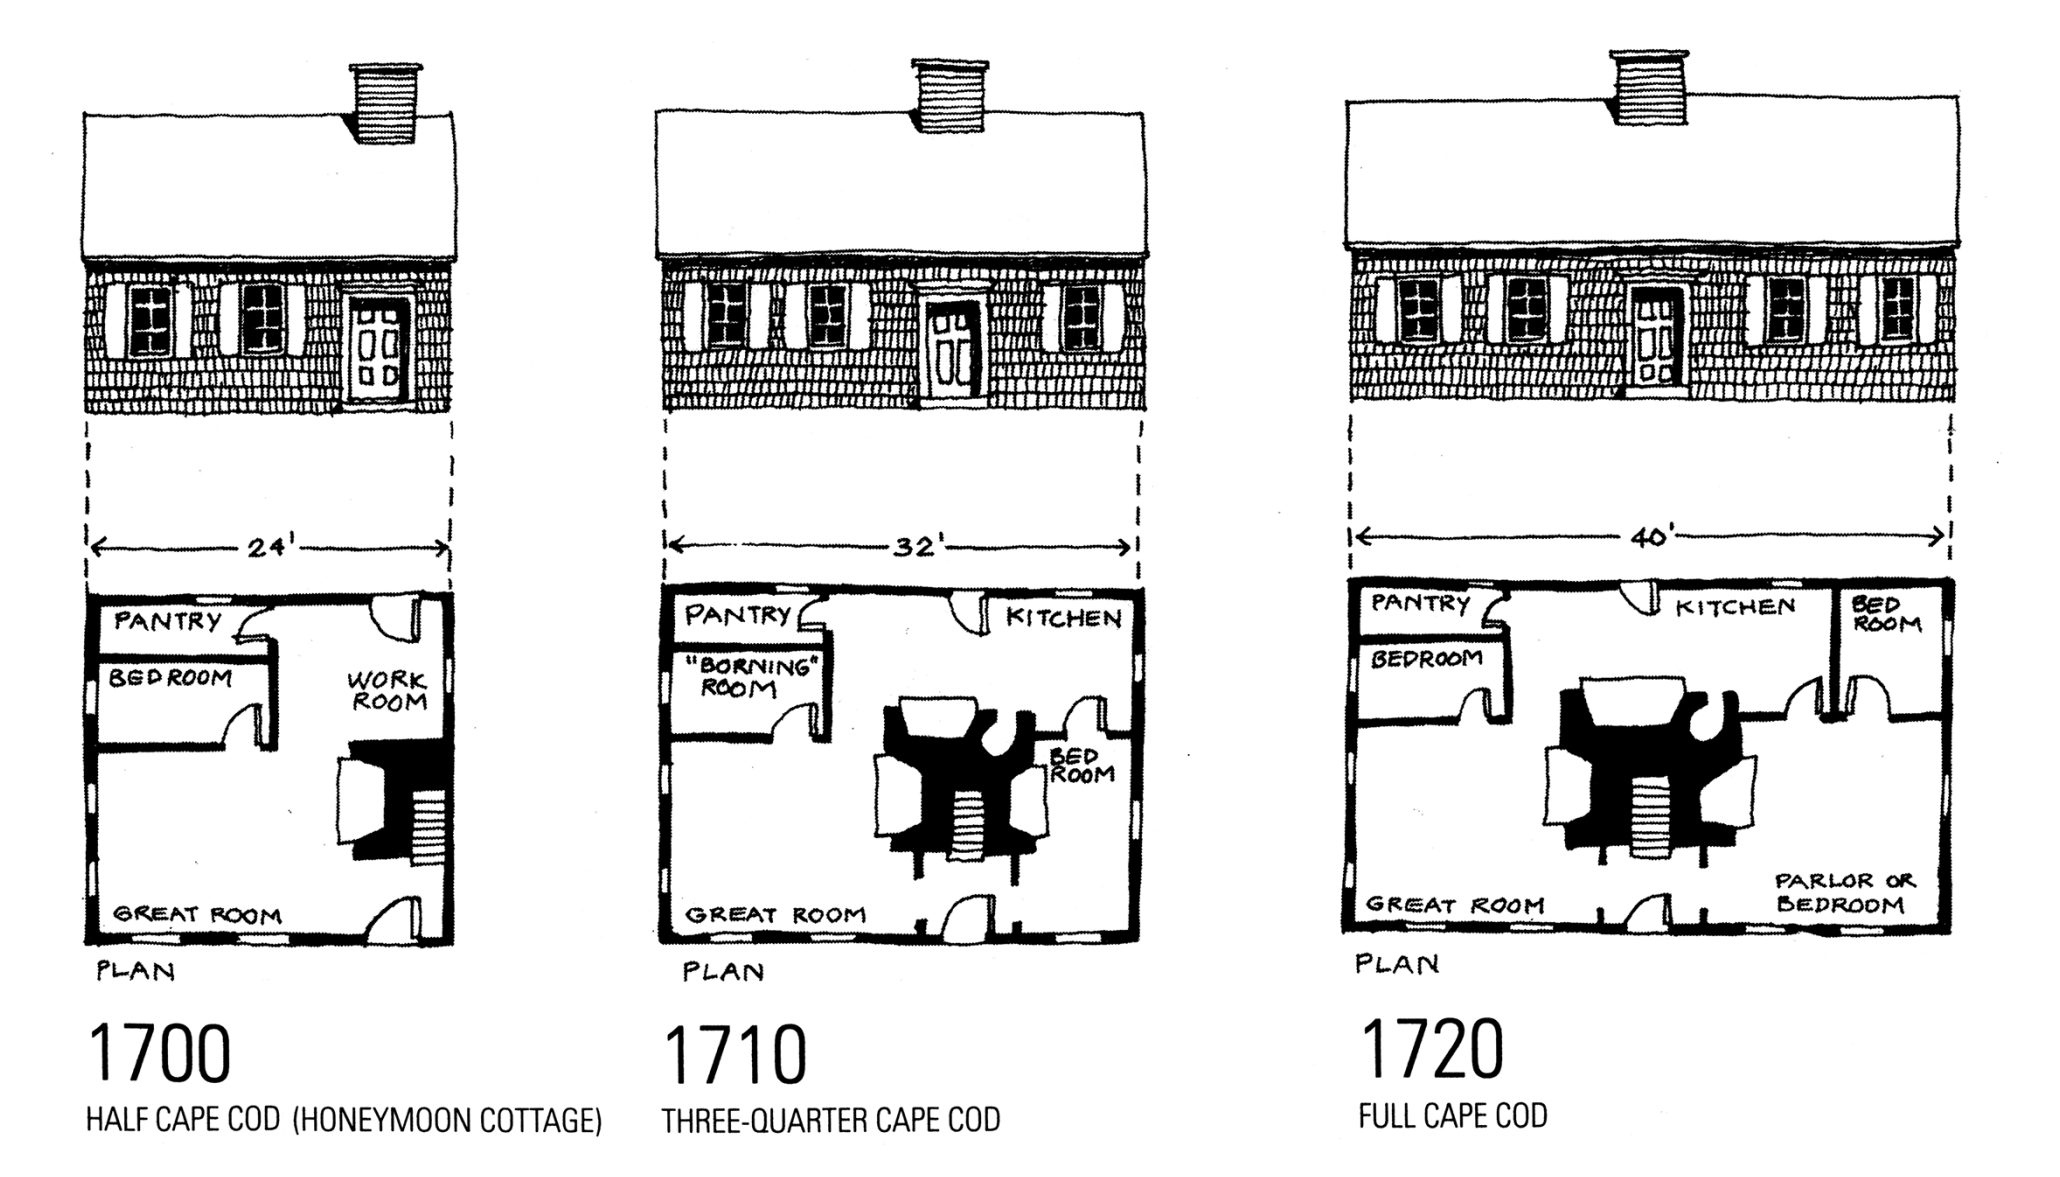 24'
PANTRY
BEDROOM
WORK
ROOM
GREAT ROOM
PLAN
1700
HALF CAPE COD (HONEYMOON COTTAGE)
32'
PANTRY
KITCHEN
"BORNING"
ROOM
BED
ROOM
GREAT ROOM
PLAN
1710
THREE-QUARTER CAPE COD
40'
PANTRY
KITCHEN
BED
ROOM
BEDROOM
GREAT ROOM
PARLOR OR
BEDROOM
PLAN
1720
FULL CAPE COD